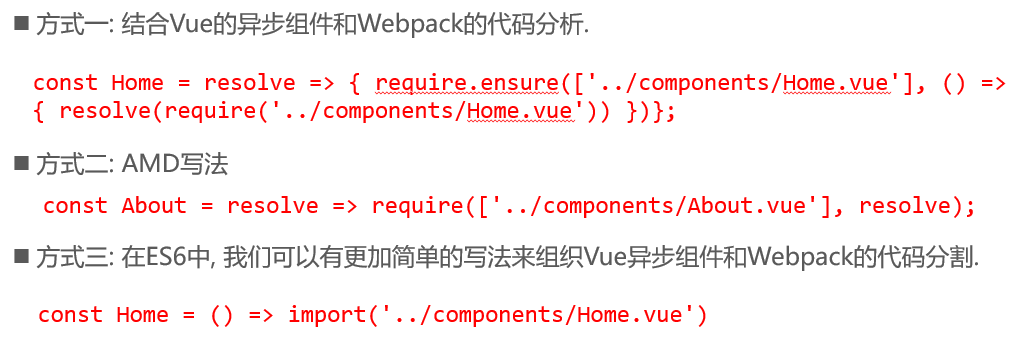 ■ 方式一: 结合Vue的异步组件和Webpack的代码分析.
const Home = resolve => { require.ensure(['../components/Home.vue'], () =>
{ resolve(require('../components/Home.vue')) })};
■ 方式二: AMD写法
const About = resolve => require(['../components/About.vue'], resolve);
■ 方式三: 在ES6中, 我们可以有更加简单的写法来组织Vue异步组件和Webpack的代码分割.
const Home = () => import('../components/Home.vue')